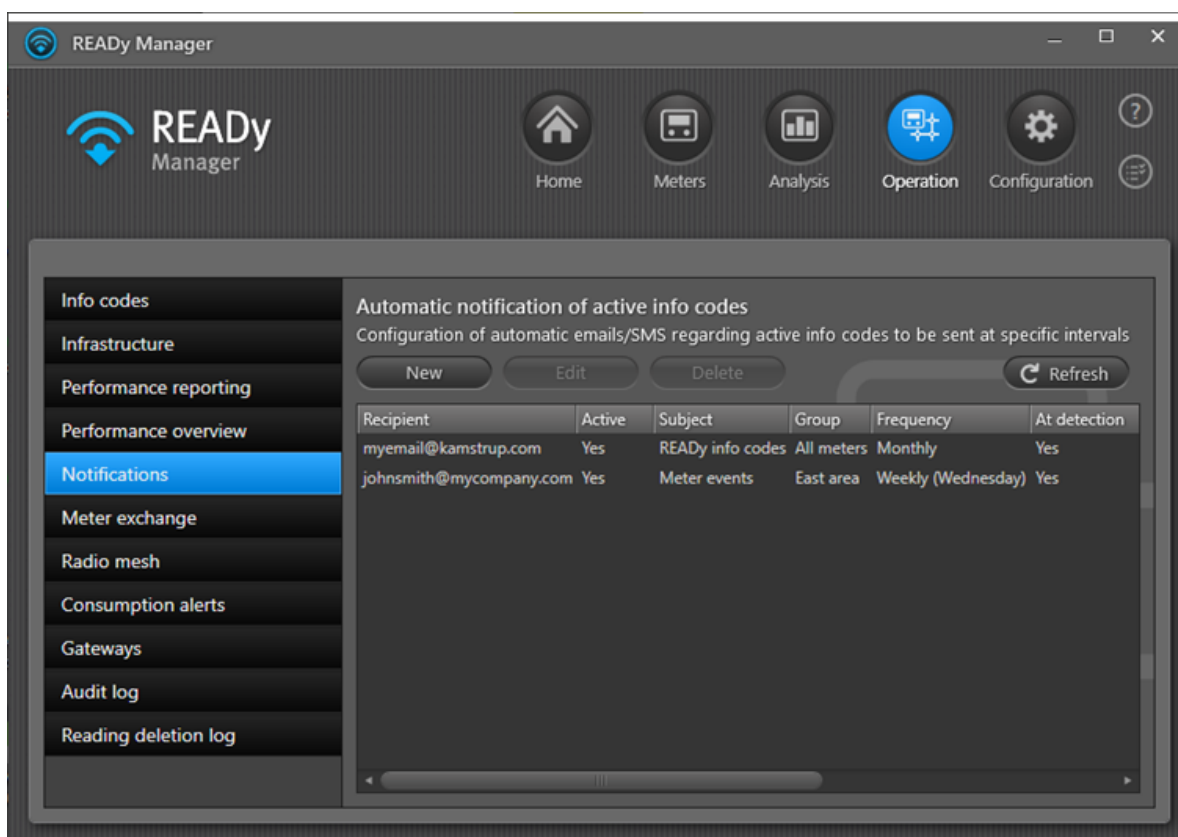 READy Manager
READy
Manager
Home
Meters
Analysis
Operation
Configuration
?
Info codes
Infrastructure
Performance reporting
Performance overview
Notifications
Meter exchange
Radio mesh
Consumption alerts
Gateways
Audit log
Reading deletion log
Automatic notification of active info codes
Configuration of automatic emails/SMS regarding active info codes to be sent at specific intervals
New Edit Delete Refresh
Recipient Active Subject Group Frequency At detection
myemail@kamstrup.com Yes READy info codes All meters Monthly Yes
johnsmith@mycompany.com Yes Meter events East area Weekly (Wednesday) Yes